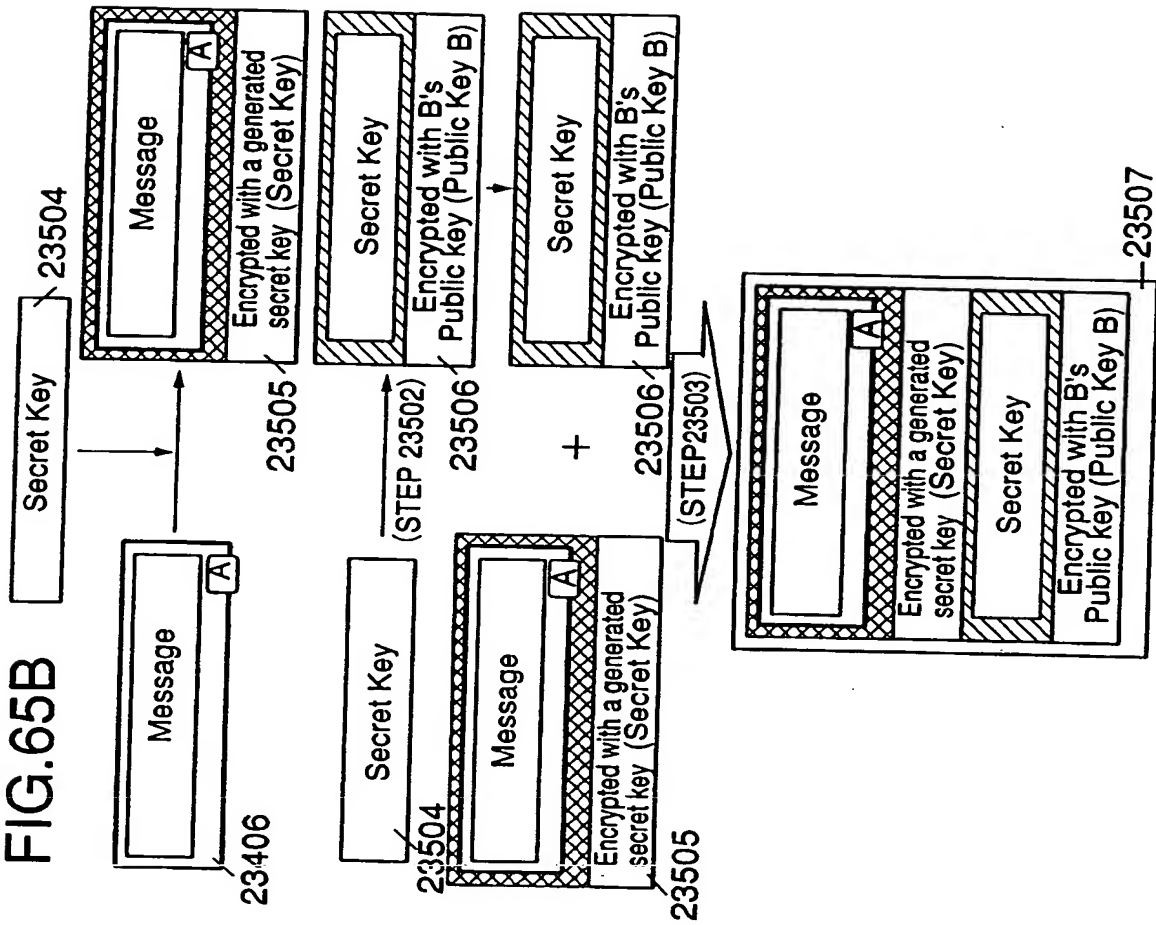 FIG.65B
Secret Key
23504
Message
A
23406
Message
A
Encrypted with a generated
secret key (Secret Key)
23505
Secret Key
23504
(STEP 23502)
Secret Key
Encrypted with B's
Public key (Public Key B)
23506
Message
A
Encrypted with a generated
secret key (Secret Key)
23505
+
Secret Key
Encrypted with B's
Public key (Public Key B)
23506
(STEP23503)
Message
A
Encrypted with a generated
secret key (Secret Key)
Secret Key
Encrypted with B's
Public key (Public Key B)
23507